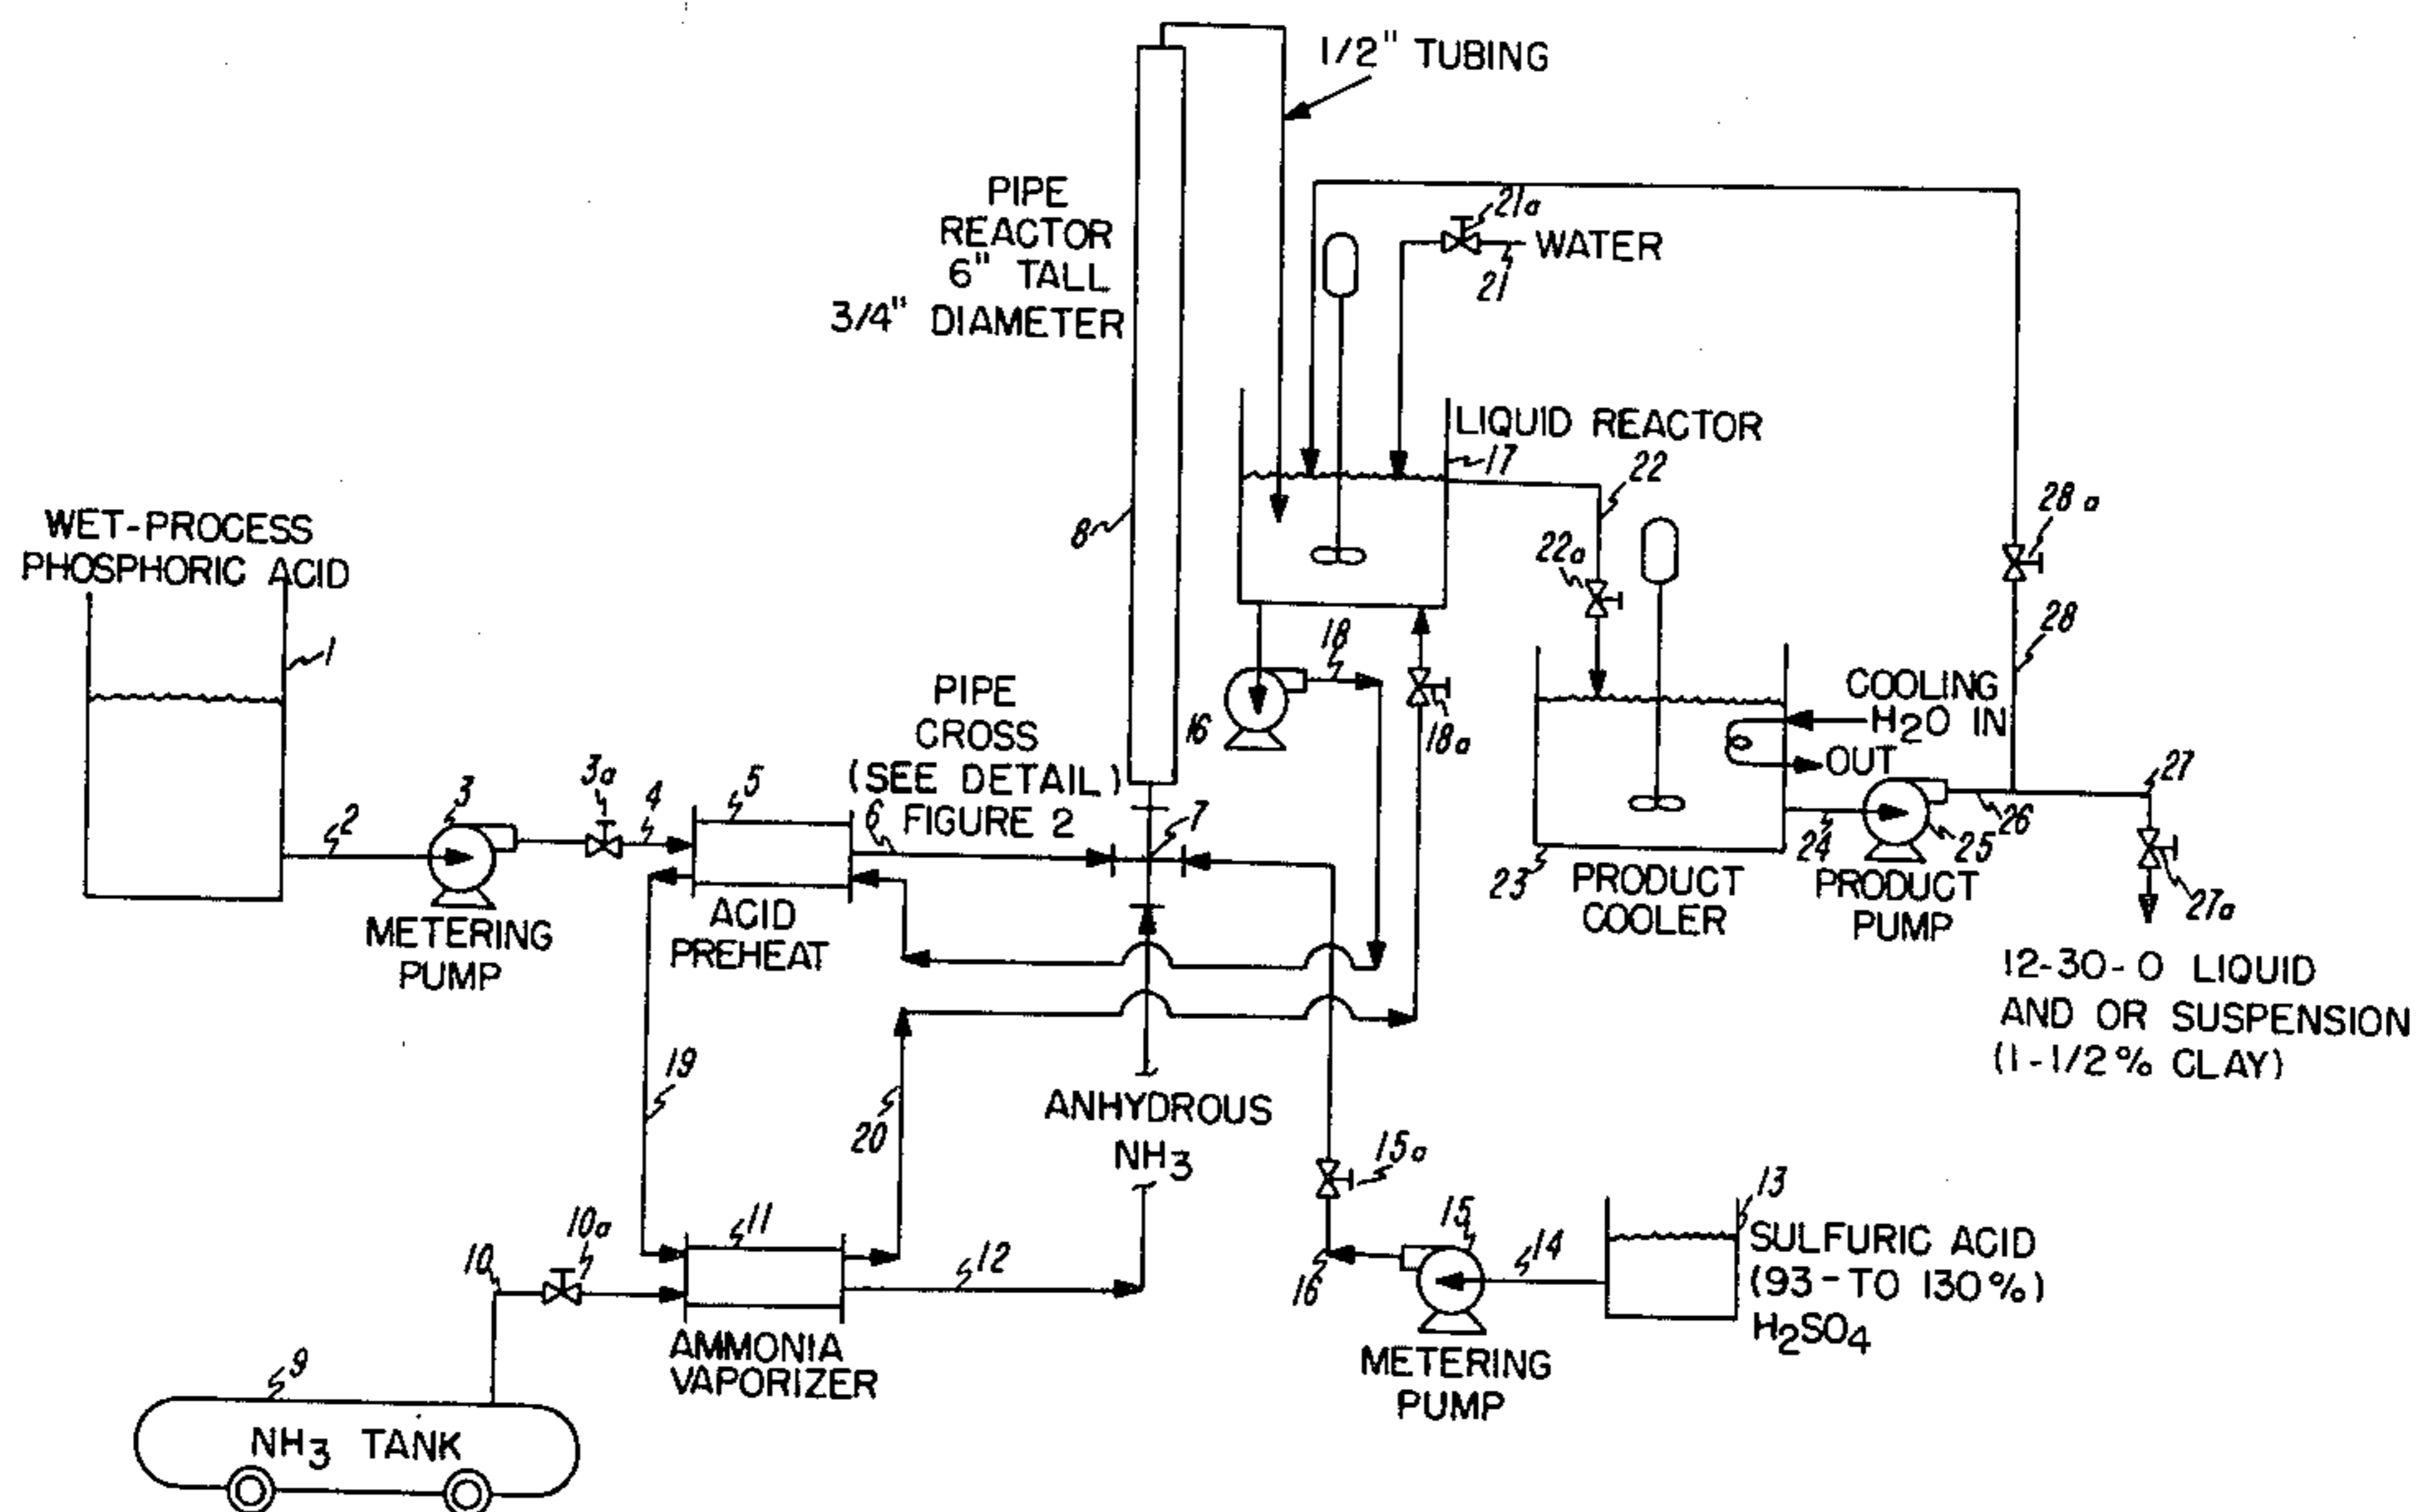 1/2" TUBING
PIPE
REACTOR
6" TALL
3/4" DIAMETER
21a
WATER
21
LIQUID REACTOR
17
22
8
28a
22a
28
WET-PROCESS
PHOSPHORIC ACID
1
18
16
18a
COOLING
H2O IN
OUT
PIPE
CROSS
(SEE DETAIL)
FIGURE 2
3
3a
4
5
6
7
2
27
26
24
25
23
27a
METERING
PUMP
ACID
PREHEAT
PRODUCT
COOLER
PRODUCT
PUMP
12-30-0 LIQUID
AND OR SUSPENSION
(1-1/2% CLAY)
19
20
ANHYDROUS
NH3
15a
13
10
10a
11
12
16
15
14
SULFURIC ACID
(93-TO 130%)
H2SO4
AMMONIA
VAPORIZER
METERING
PUMP
9
NH3 TANK